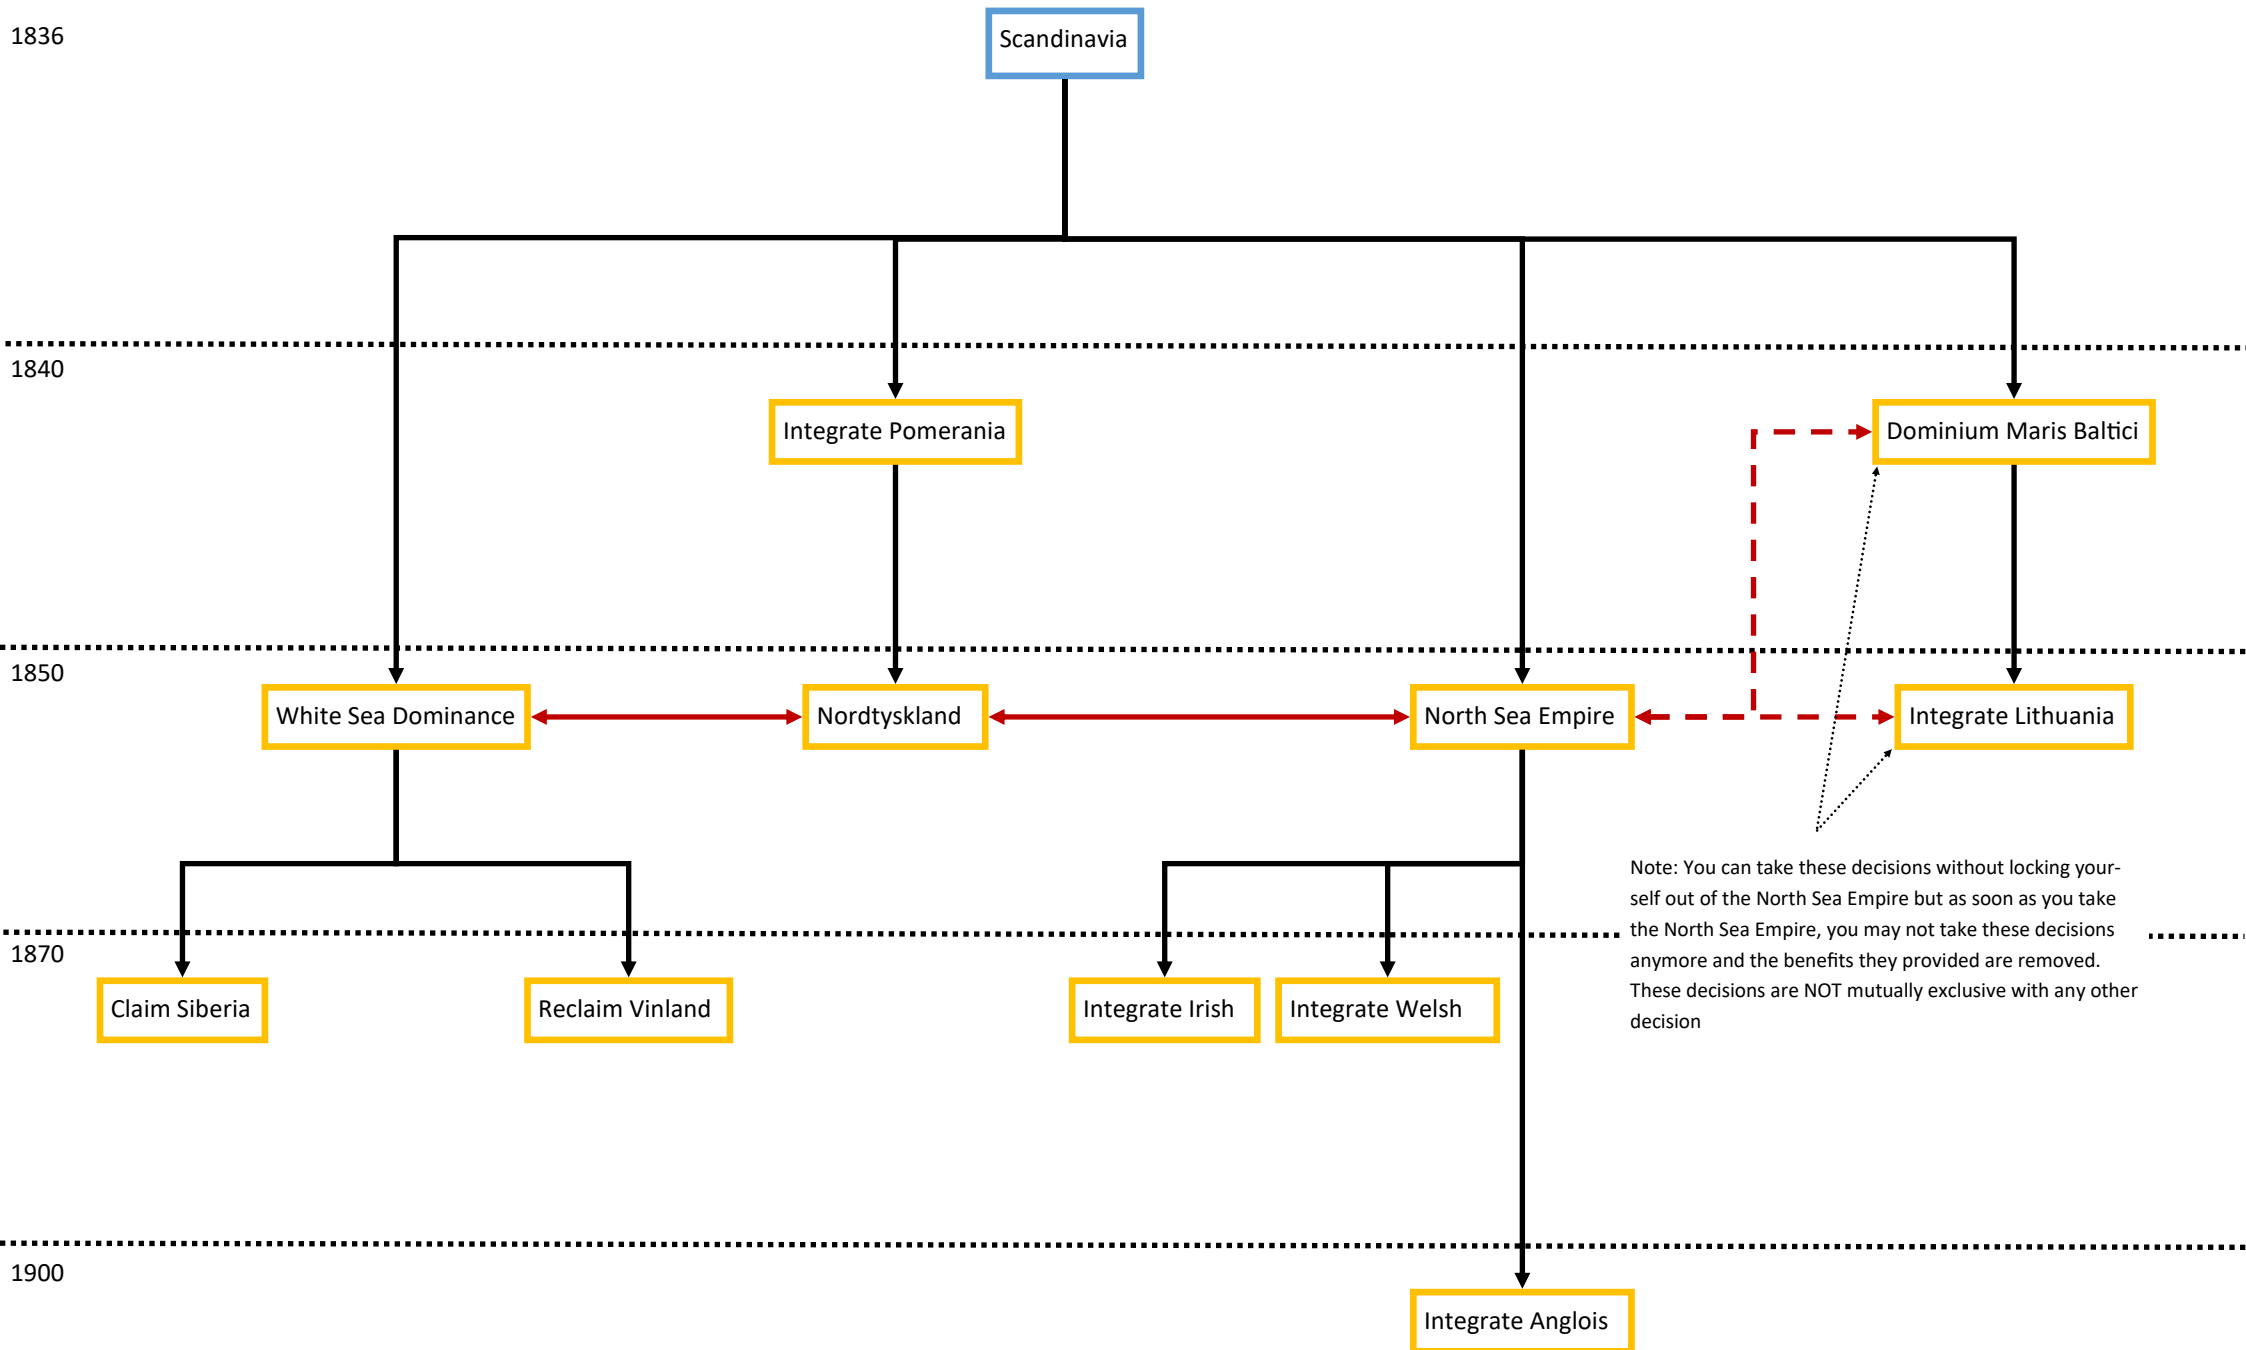 1836
Scandinavia
1840
Integrate Pomerania
Dominium Maris Baltici
1850
White Sea Dominance
Nordtyskland
North Sea Empire
Integrate Lithuania
Note: You can take these decisions without locking your-
self out of the North Sea Empire but as soon as you take
the North Sea Empire, you may not take these decisions
anymore and the benefits they provided are removed.
These decisions are NOT mutually exclusive with any other
decision
1870
Claim Siberia
Reclaim Vinland
Integrate Irish
Integrate Welsh
1900
Integrate Anglois